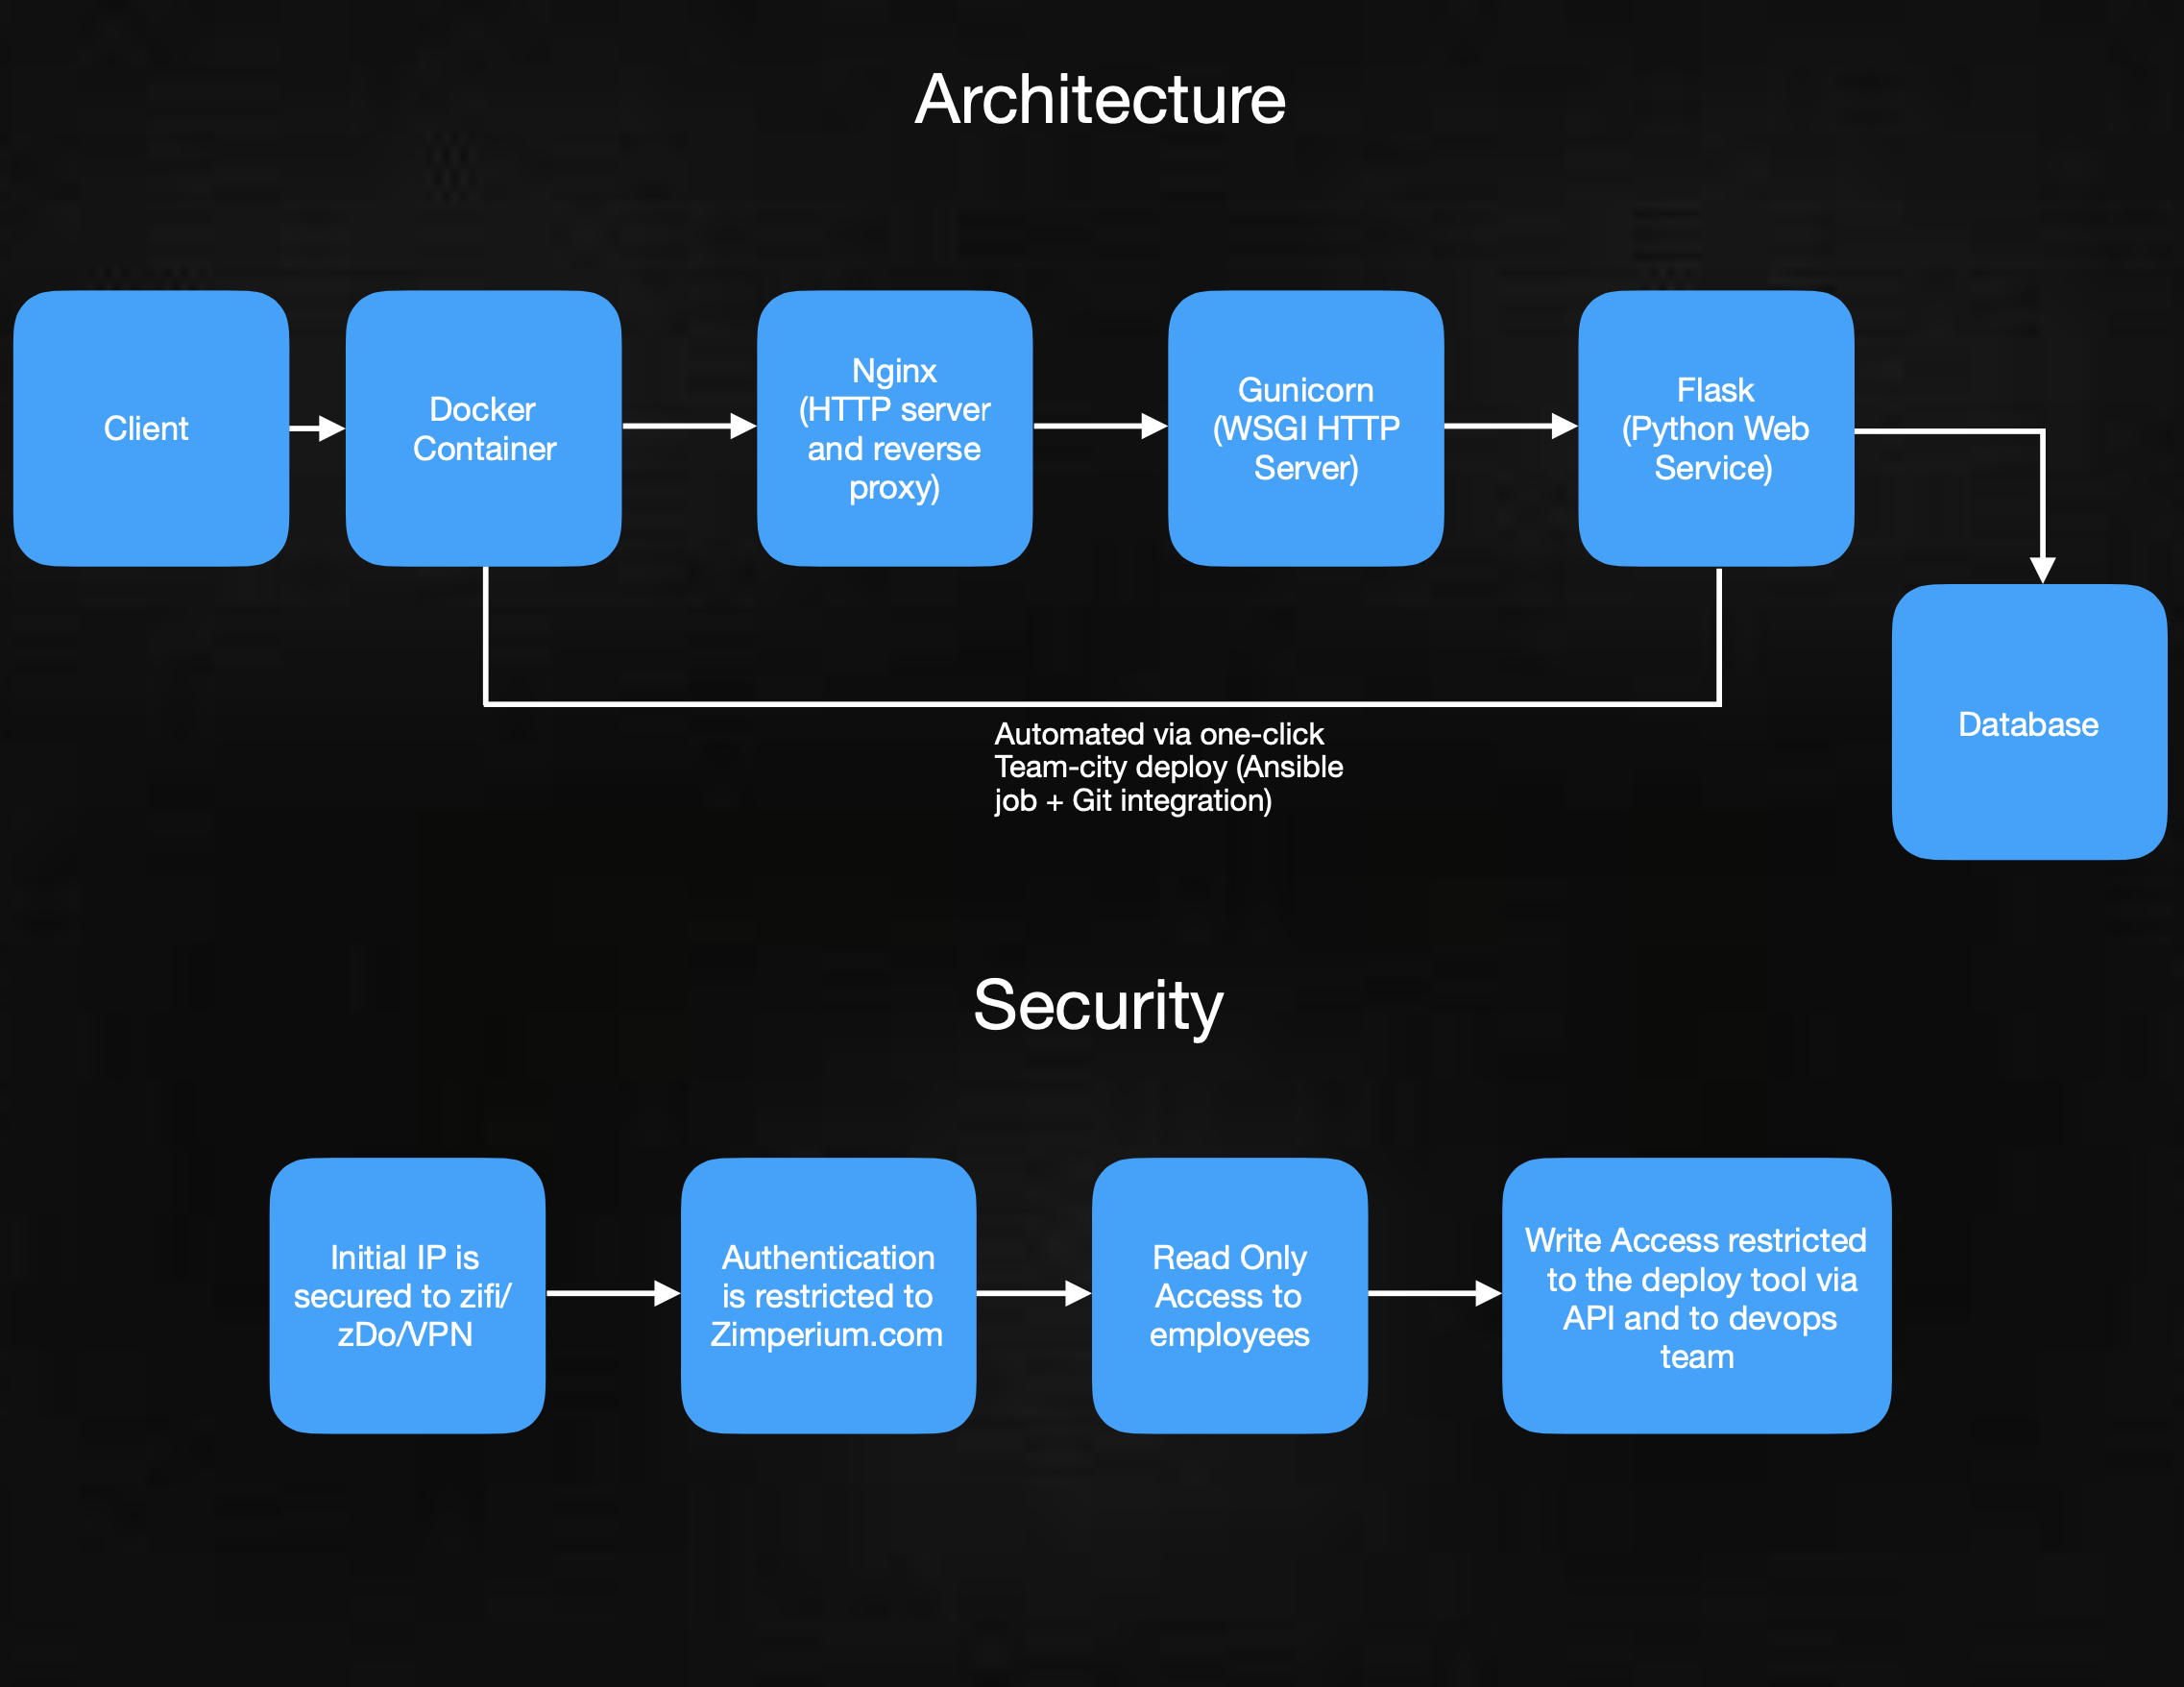 Architecture
Client
Docker
Container
Nginx
(HTTP server
and reverse
proxy)
Gunicorn
(WSGI HTTP
Server)
Flask
(Python Web
Service)
Database
Automated via one-click
Team-city deploy (Ansible
job + Git integration)
Security
Initial IP is
secured to zifi/
zDo/VPN
Authentication
is restricted to
Zimperium.com
Read Only
Access to
employees
Write Access restricted
to the deploy tool via
API and to devops
team